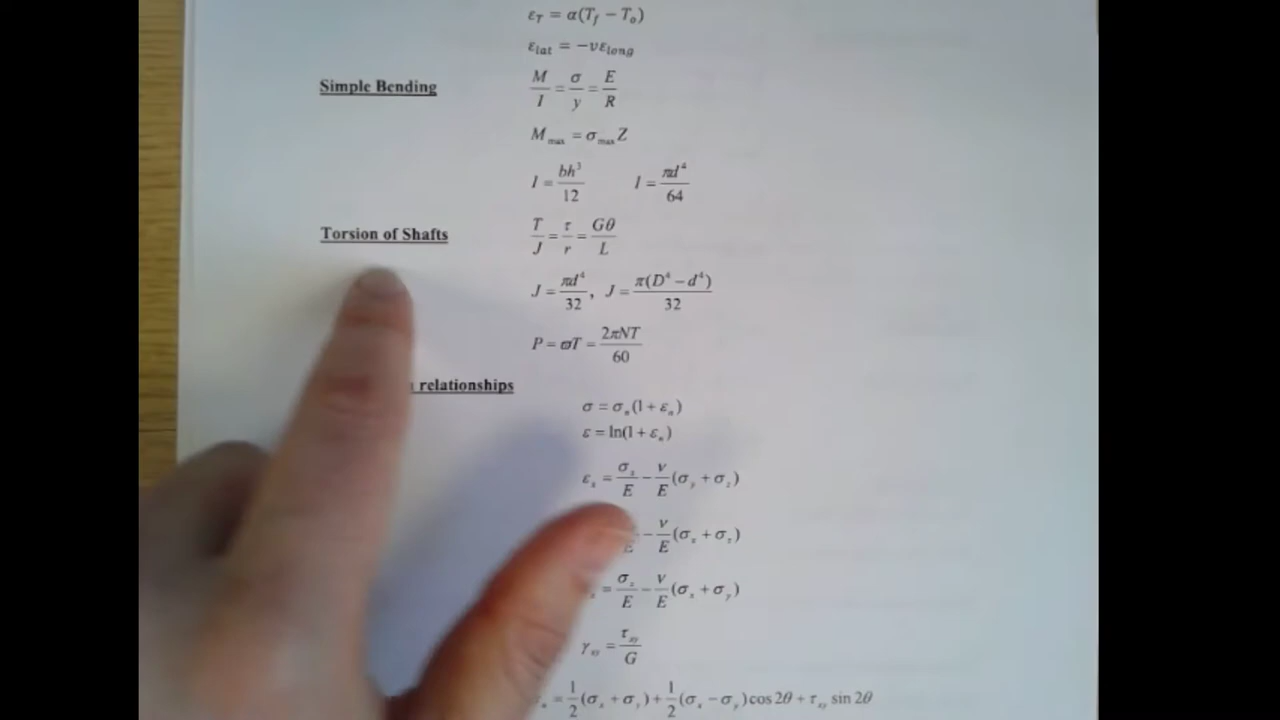 ε_T = α(T_f − T_o)
ε_lat = −νε_long
Simple Bending M/I = σ/y = E/R
M_max = σ_max Z
I = bh³/12 I = πd⁴/64
Torsion of Shafts T/J = τ/r = Gθ/L
J = πd⁴/32, J = π(D⁴ − d⁴)/32
P = ϖT = 2πNT/60
relationships
σ = σ_n(1 + ε_n)
ε = ln(1 + ε_n)
ε_x = σ_x/E − ν/E(σ_y + σ_z)
− ν/E(σ_x + σ_z)
= σ_z/E − ν/E(σ_x + σ_y)
γ_xy = τ_xy/G
= 1/2(σ_x + σ_y) + 1/2(σ_x − σ_y)cos 2θ + τ_xy sin 2θ